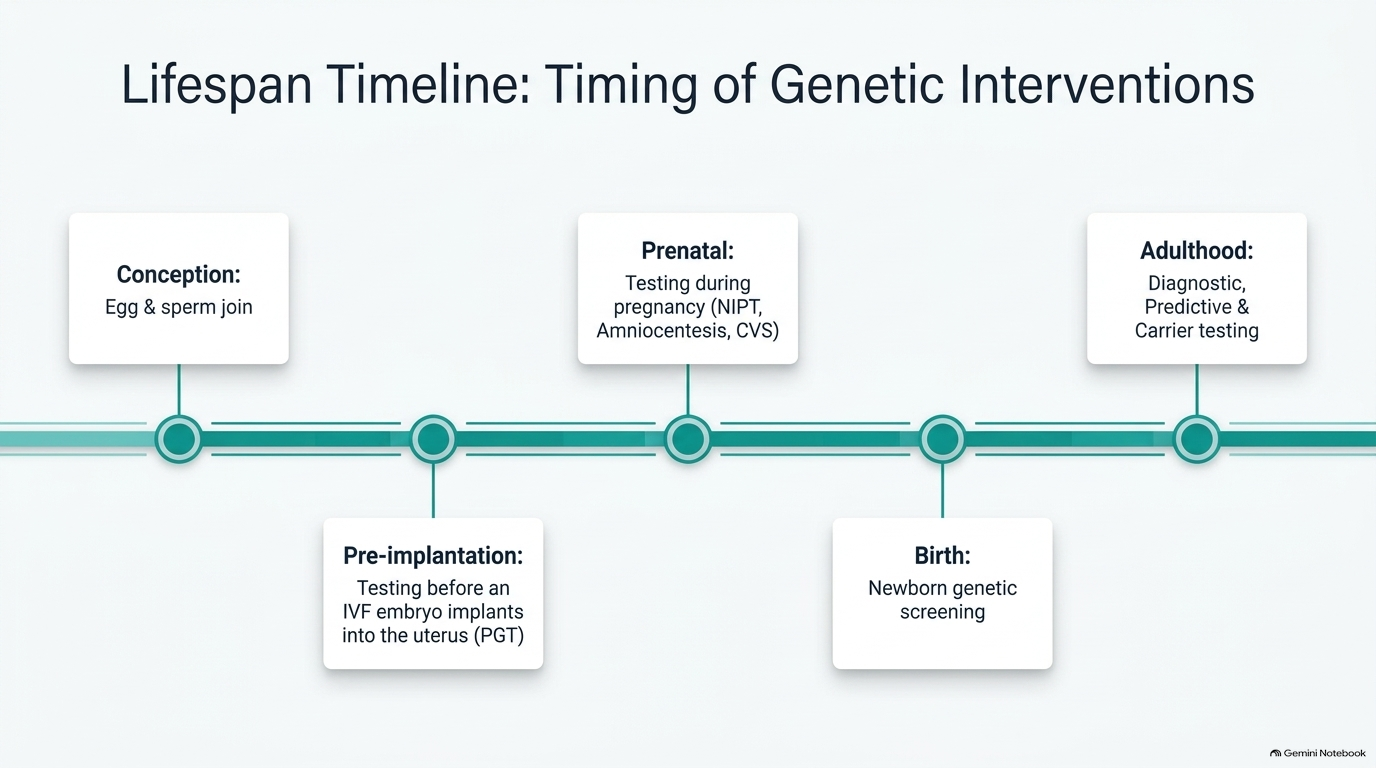 Lifespan Timeline: Timing of Genetic Interventions
Conception:
Egg & sperm join
Pre-implantation:
Testing before an
IVF embryo implants
into the uterus (PGT)
Prenatal:
Testing during
pregnancy (NIPT,
Amniocentesis, CVS)
Birth:
Newborn genetic
screening
Adulthood:
Diagnostic,
Predictive &
Carrier testing
Gemini Notebook